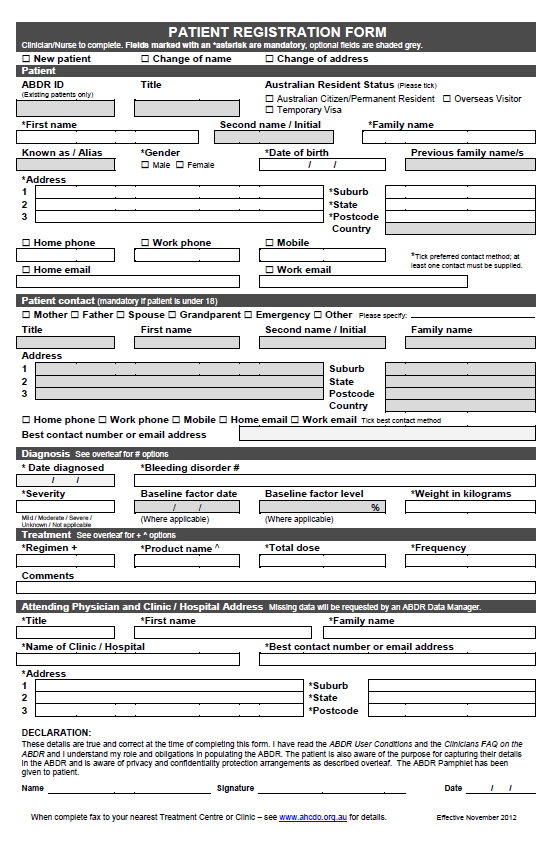 PATIENT REGISTRATION FORM
Clinician/Nurse to complete. Fields marked with an *asterisk are mandatory, optional fields are shaded grey.
☐ New patient ☐ Change of name ☐ Change of address
Patient
ABDR ID Title Australian Resident Status (Please tick)
(Existing patients only)
☐ Australian Citizen/Permanent Resident ☐ Overseas Visitor
☐ Temporary Visa
*First name Second name / Initial *Family name
Known as / Alias *Gender *Date of birth Previous family name/s
☐ Male ☐ Female / /
*Address
1 *Suburb
2 *State
3 *Postcode
Country
☐ Home phone ☐ Work phone ☐ Mobile
*Tick preferred contact method; at
least one contact must be supplied.
☐ Home email ☐ Work email
Patient contact (mandatory if patient is under 18)
☐ Mother ☐ Father ☐ Spouse ☐ Grandparent ☐ Emergency ☐ Other Please specify:
Title First name Second name / Initial Family name
Address
1 Suburb
2 State
3 Postcode
Country
☐ Home phone ☐ Work phone ☐ Mobile ☐ Home email ☐ Work email Tick best contact method
Best contact number or email address
Diagnosis See overleaf for # options
* Date diagnosed *Bleeding disorder #
/ /
*Severity Baseline factor date Baseline factor level *Weight in kilograms
/ / %
Mild / Moderate / Severe / (Where applicable) (Where applicable)
Unknown / Not applicable
Treatment See overleaf for + ^ options
*Regimen + *Product name ^ *Total dose *Frequency
Comments
Attending Physician and Clinic / Hospital Address Missing data will be requested by an ABDR Data Manager.
*Title *First name *Family name
*Name of Clinic / Hospital *Best contact number or email address
*Address
1 *Suburb
2 *State
3 *Postcode
DECLARATION:
These details are true and correct at the time of completing this form. I have read the ABDR User Conditions and the Clinicians FAQ on the
ABDR and I understand my role and obligations in populating the ABDR. The patient is also aware of the purpose for capturing their details
in the ABDR and is aware of privacy and confidentiality protection arrangements as described overleaf. The ABDR Pamphlet has been
given to patient.
Name Signature Date / /
When complete fax to your nearest Treatment Centre or Clinic – see www.ahcdo.org.au for details. Effective November 2012